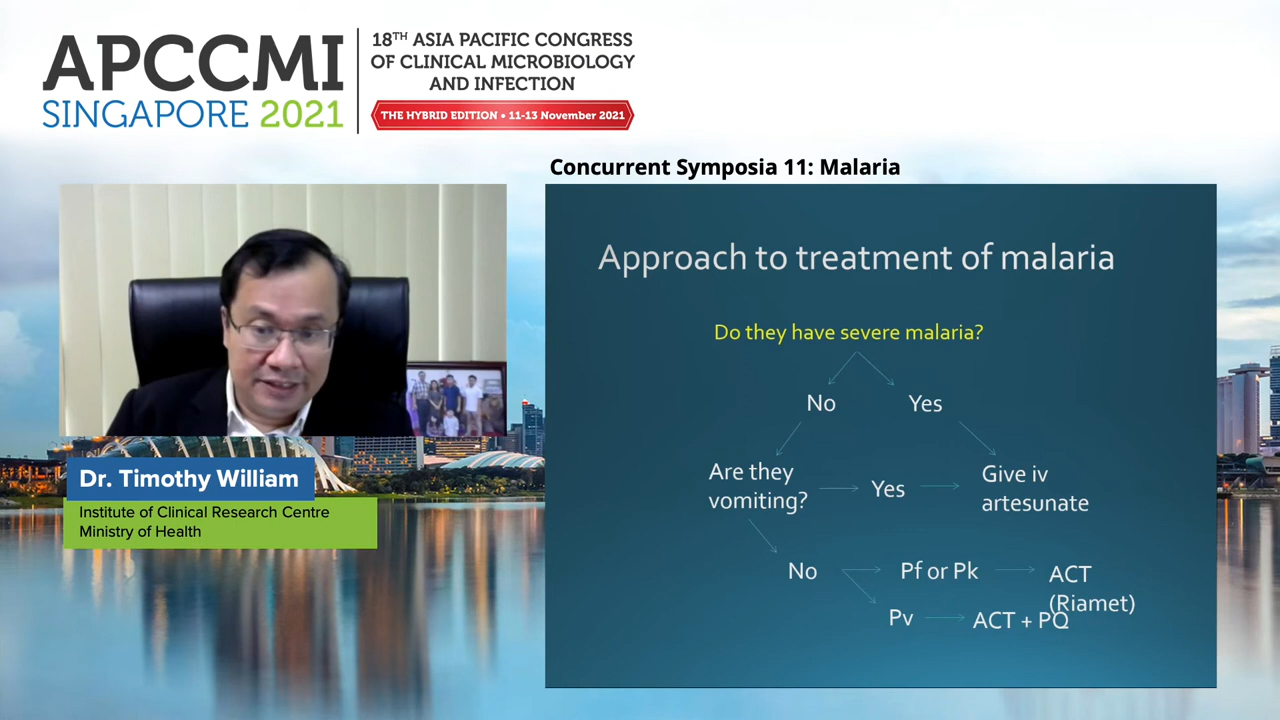 APCCMI
SINGAPORE 2021
18TH ASIA PACIFIC CONGRESS
OF CLINICAL MICROBIOLOGY
AND INFECTION
THE HYBRID EDITION • 11-13 November 2021
Concurrent Symposia 11: Malaria
Dr. Timothy William
Institute of Clinical Research Centre
Ministry of Health
Approach to treatment of malaria
Do they have severe malaria?
No
Yes
Are they
vomiting?
Yes
Give iv
artesunate
No
Pf or Pk
ACT
(Riamet)
Pv
ACT + PQ